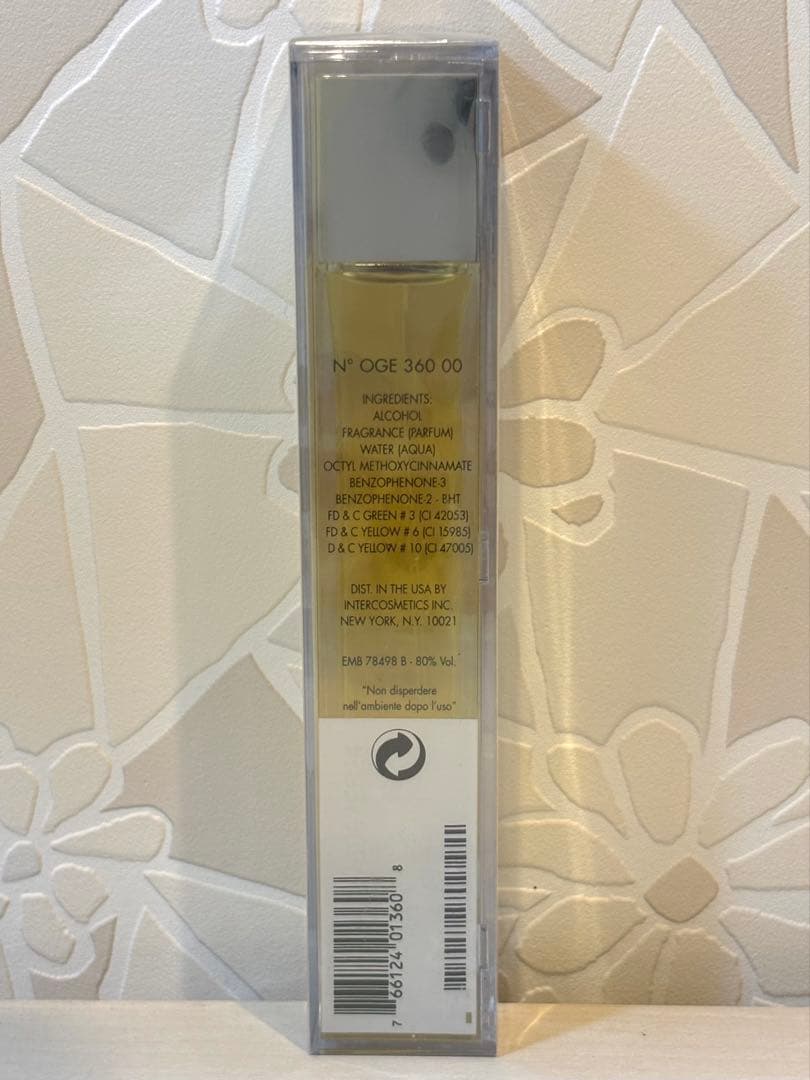 N° OGE 360 00
INGREDIENTS:
ALCOHOL
FRAGRANCE (PARFUM)
WATER (AQUA)
OCTYL METHOXYCINNAMATE
BENZOPHENONE-3
BENZOPHENONE-2 - BHT
FD & C GREEN # 3 (CI 42053)
FD & C YELLOW # 6 (CI 15985)
D & C YELLOW # 10 (CI 47005)
DIST. IN THE USA BY
INTERCOSMETICS INC.
NEW YORK, N.Y. 10021
EMB 78498 B - 80% Vol.
"Non disperdere
nell'ambiente dopo l'uso"
7 66124 01360 8